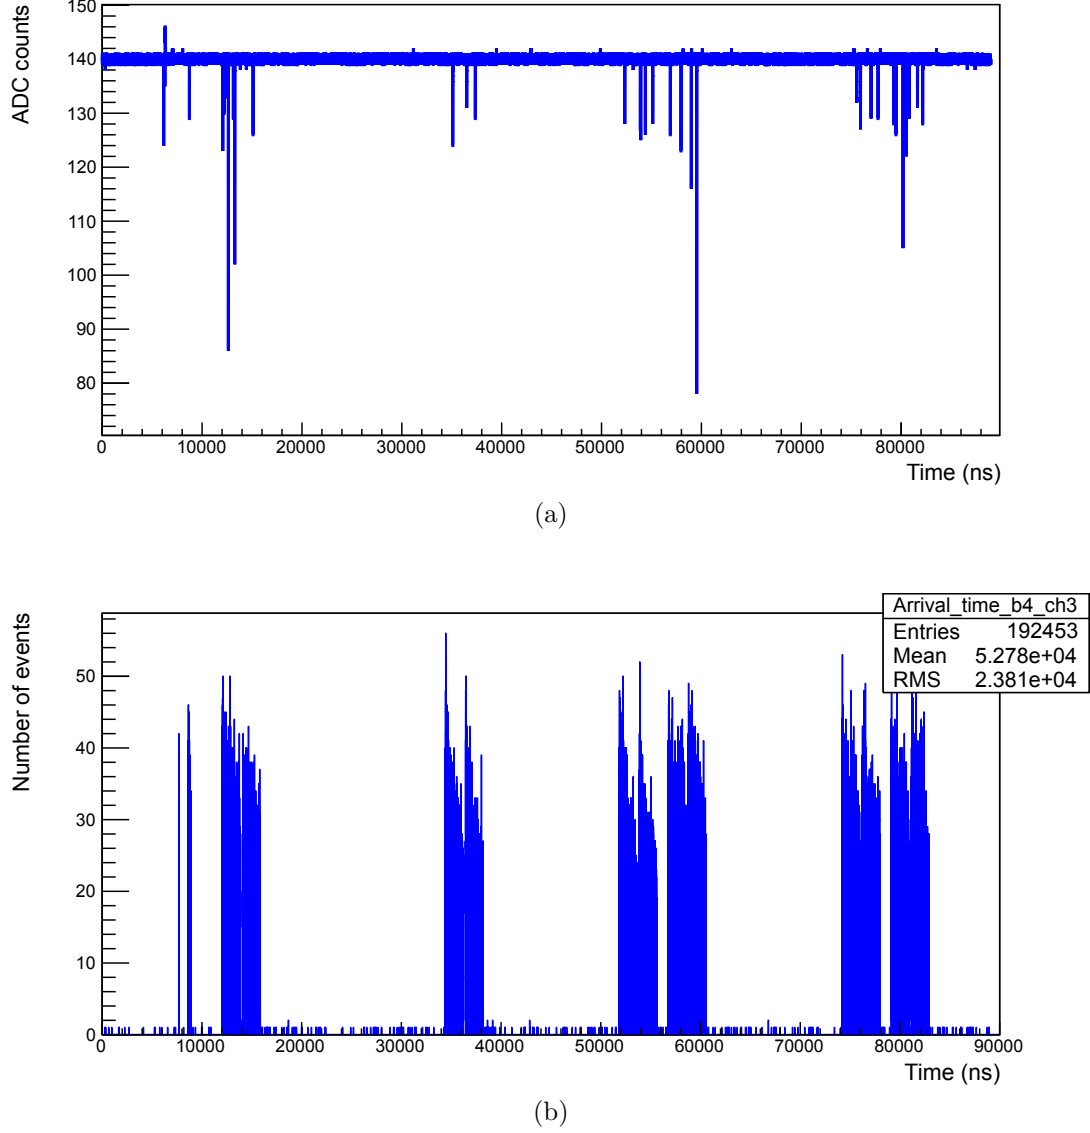 150
140
130
120
110
100
90
80
ADC counts
0 10000 20000 30000 40000 50000 60000 70000 80000
Time (ns)
(a)
Arrival_time_b4_ch3
Entries 192453
Mean 5.278e+04
RMS 2.381e+04
50
40
30
20
10
0
Number of events
0 10000 20000 30000 40000 50000 60000 70000 80000 90000
Time (ns)
(b)